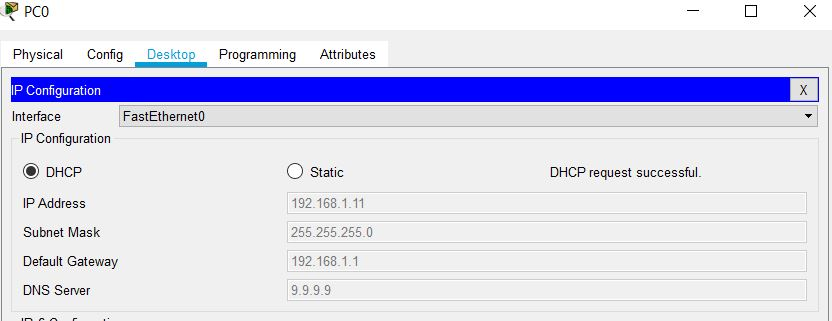 PC0
Physical Config Desktop Programming Attributes
IP Configuration X
Interface FastEthernet0
IP Configuration
DHCP Static DHCP request successful.
IP Address 192.168.1.11
Subnet Mask 255.255.255.0
Default Gateway 192.168.1.1
DNS Server 9.9.9.9